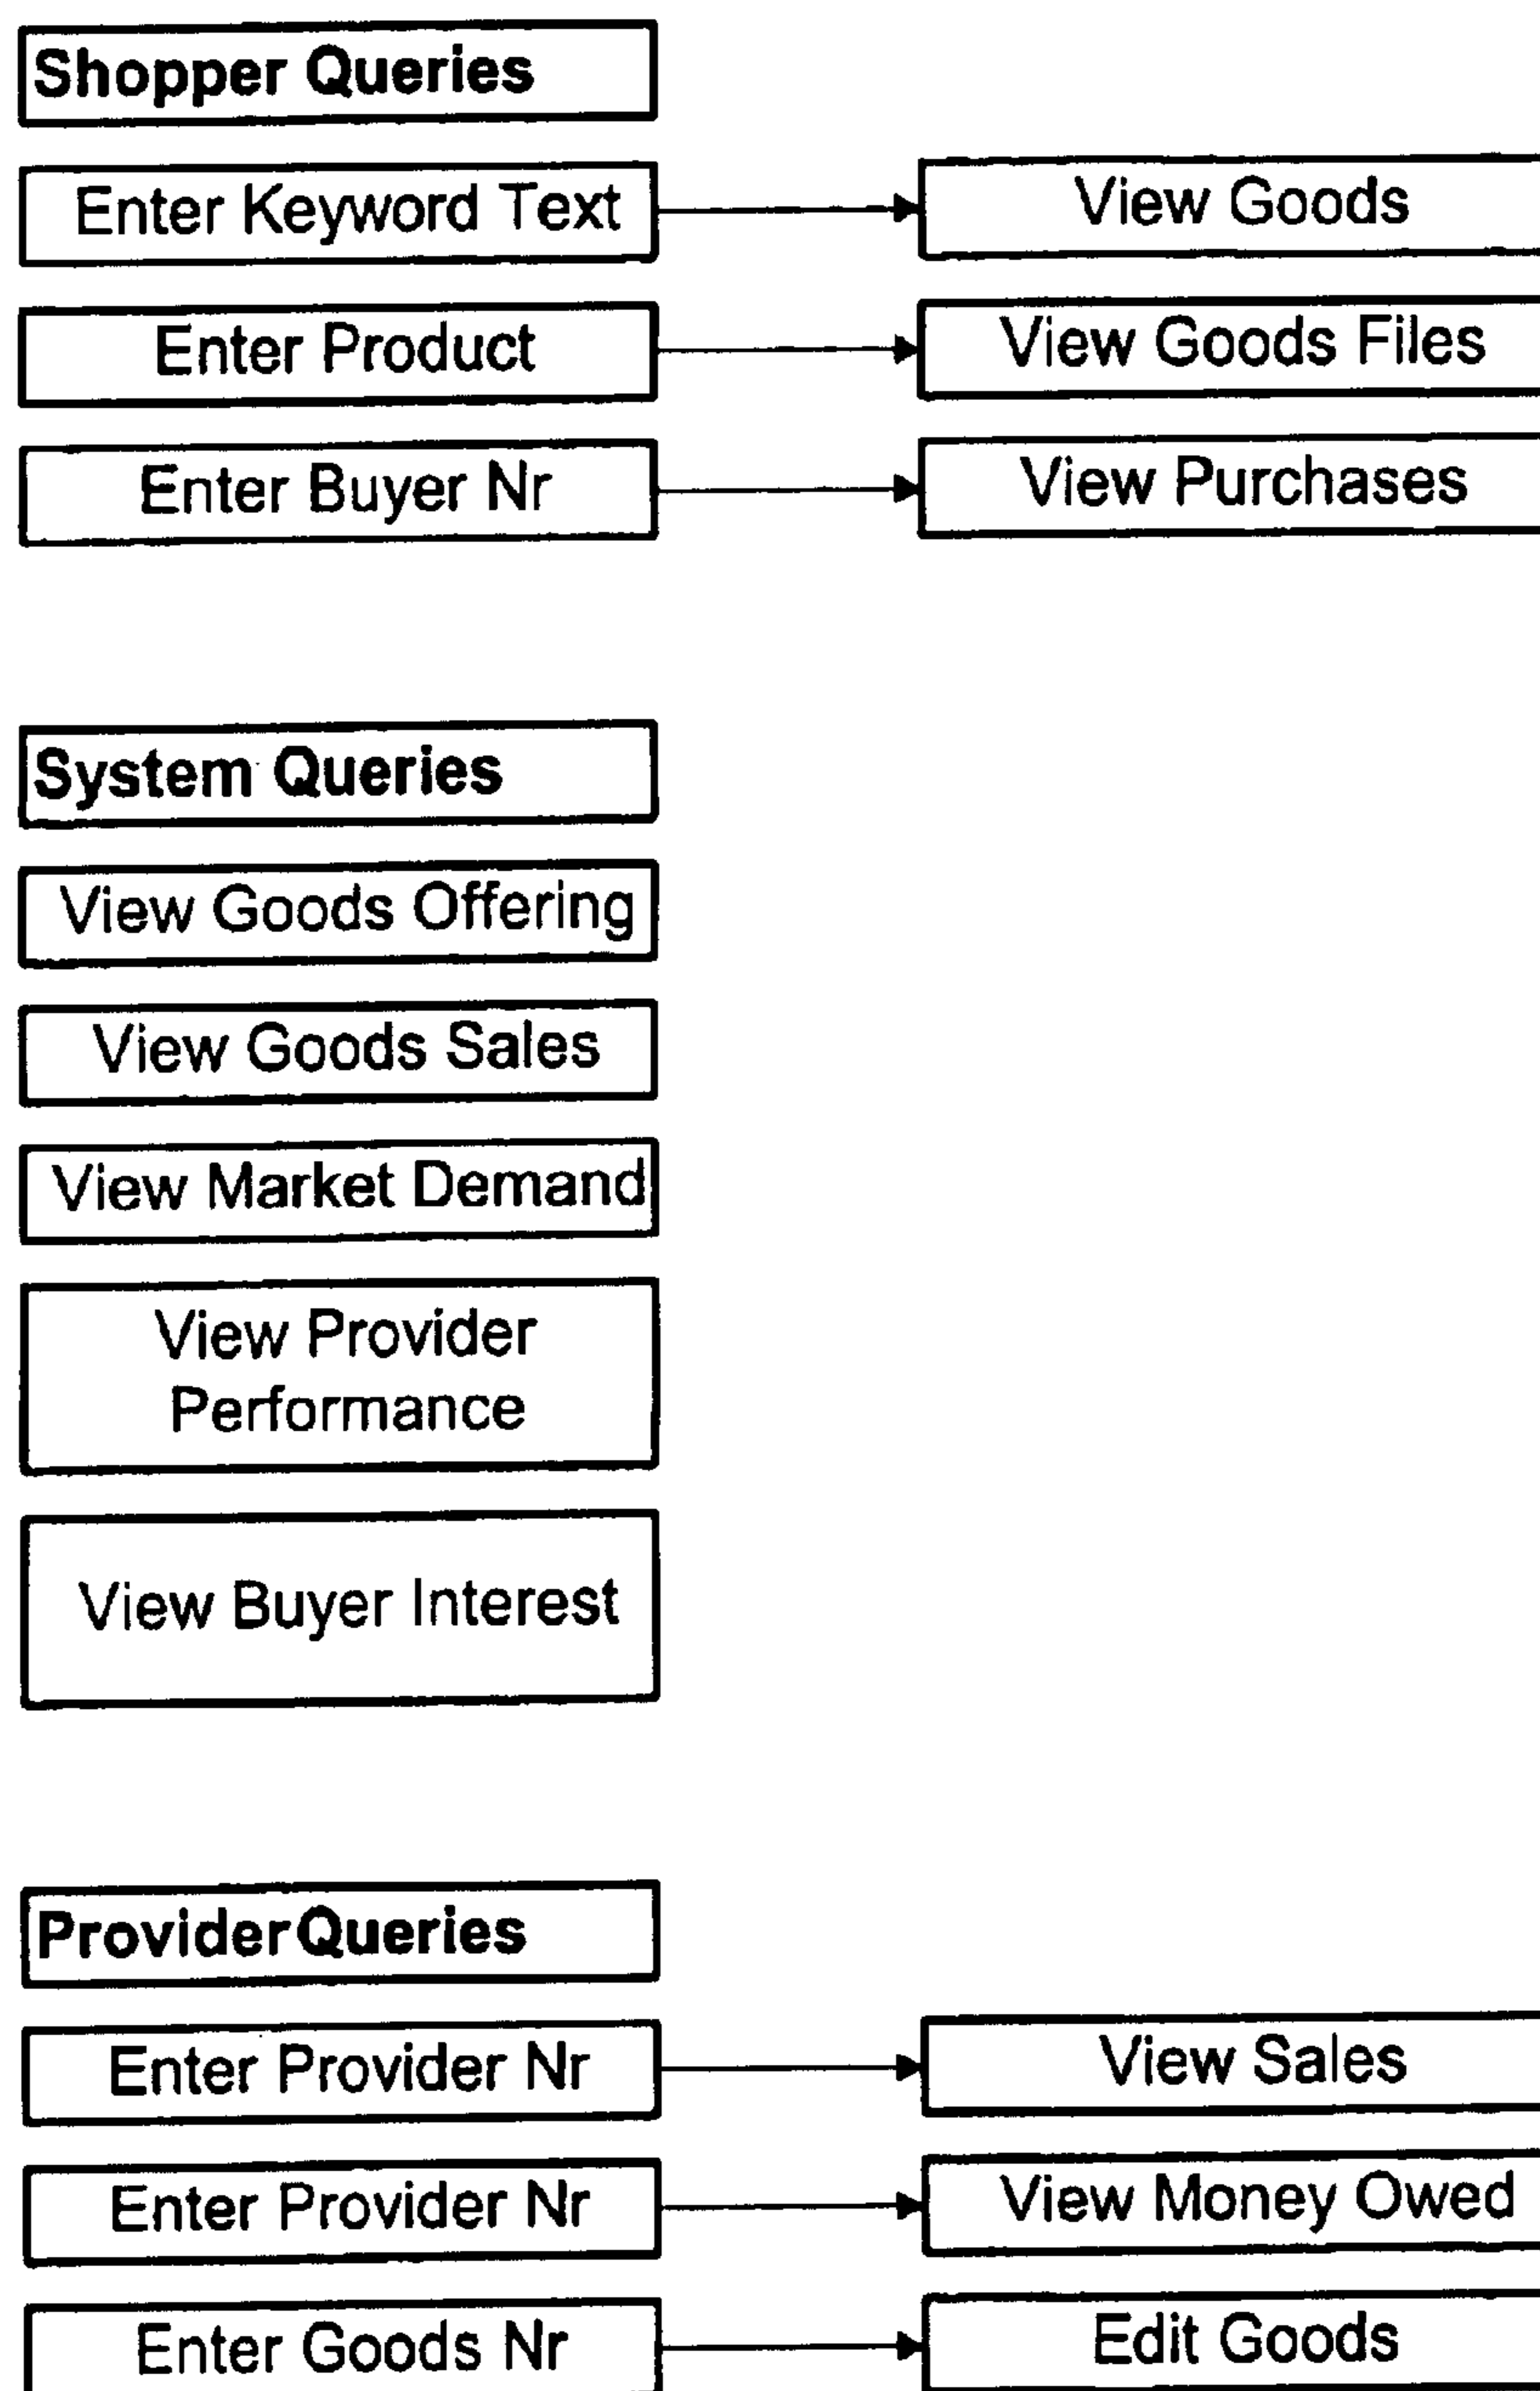 Shopper Queries
Enter Keyword Text
View Goods
Enter Product
View Goods Files
Enter Buyer Nr
View Purchases
System Queries
View Goods Offering
View Goods Sales
View Market Demand
View Provider
Performance
View Buyer Interest
Provider Queries
Enter Provider Nr
View Sales
Enter Provider Nr
View Money Owed
Enter Goods Nr
Edit Goods